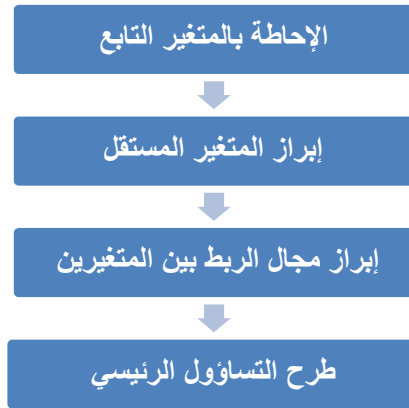 الإحاطة بالمتغير التابع
إبراز المتغير المستقل
إبراز مجال الربط بين المتغيرين
طرح التساؤول الرئيسي